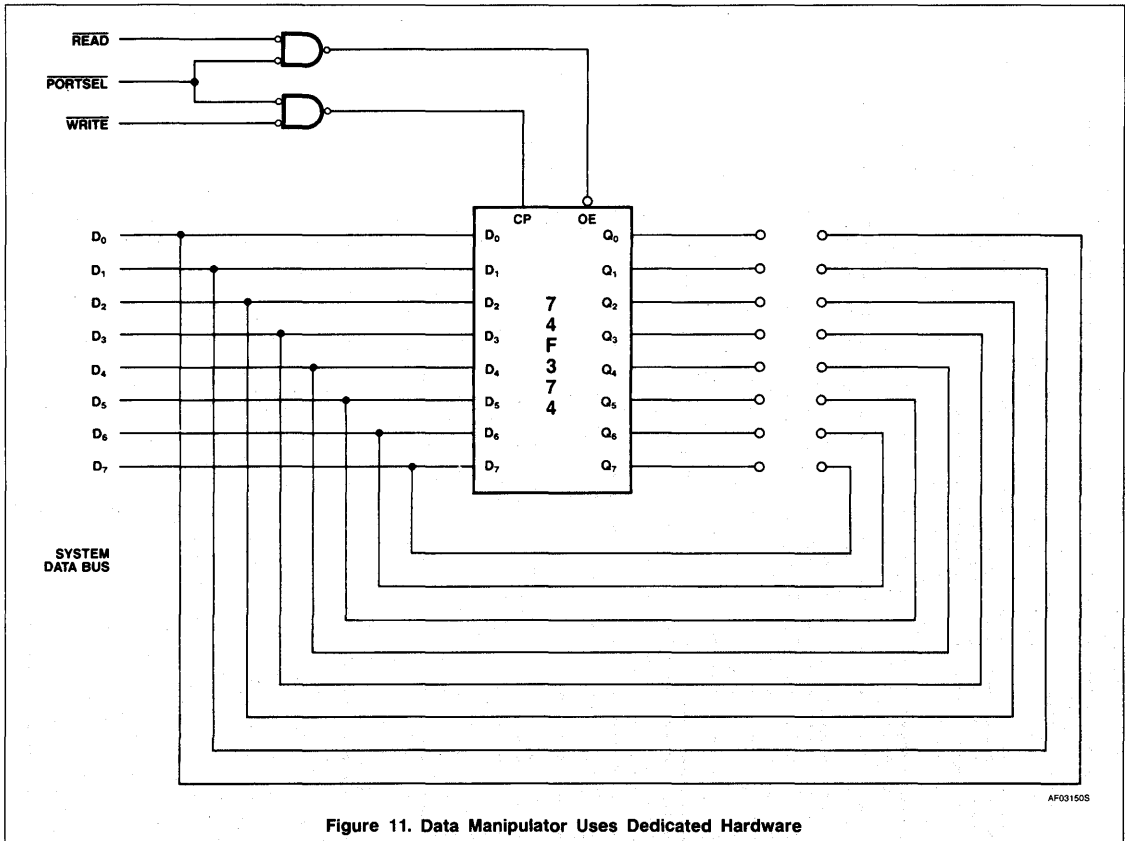 READ
PORTSEL
WRITE
CP OE
D0 D0 Q0
D1 D1 Q1
D2 D2 Q2
D3 D3 Q3
D4 D4 Q4
D5 D5 Q5
D6 D6 Q6
D7 D7 Q7
7
4
F
3
7
4
SYSTEM
DATA BUS
AF03150S
Figure 11. Data Manipulator Uses Dedicated Hardware